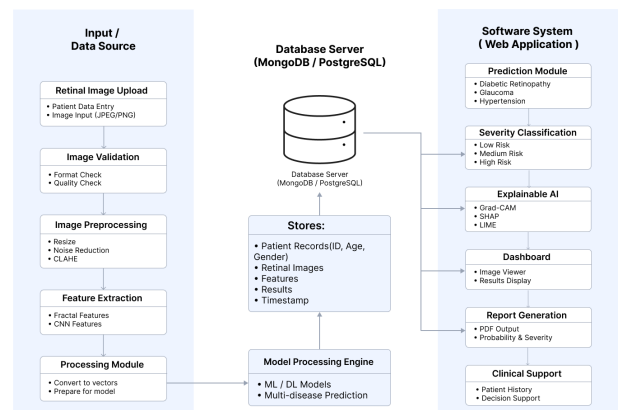 Input /
Data Source
Retinal Image Upload
• Patient Data Entry
• Image Input (JPEG/PNG)
Image Validation
• Format Check
• Quality Check
Image Preprocessing
• Resize
• Noise Reduction
• CLAHE
Feature Extraction
• Fractal Features
• CNN Features
Processing Module
• Convert to vectors
• Prepare for model
Database Server
(MongoDB / PostgreSQL)
Database Server
(MongoDB / PostgreSQL)
Stores:
• Patient Records(ID, Age,
Gender)
• Retinal Images
• Features
• Results
• Timestamp
Model Processing Engine
• ML / DL Models
• Multi-disease Prediction
Software System
( Web Application )
Prediction Module
• Diabetic Retinopathy
• Glaucoma
• Hypertension
Severity Classification
• Low Risk
• Medium Risk
• High Risk
Explainable AI
• Grad-CAM
• SHAP
• LIME
Dashboard
• Image Viewer
• Results Display
Report Generation
• PDF Output
• Probability & Severity
Clinical Support
• Patient History
• Decision Support